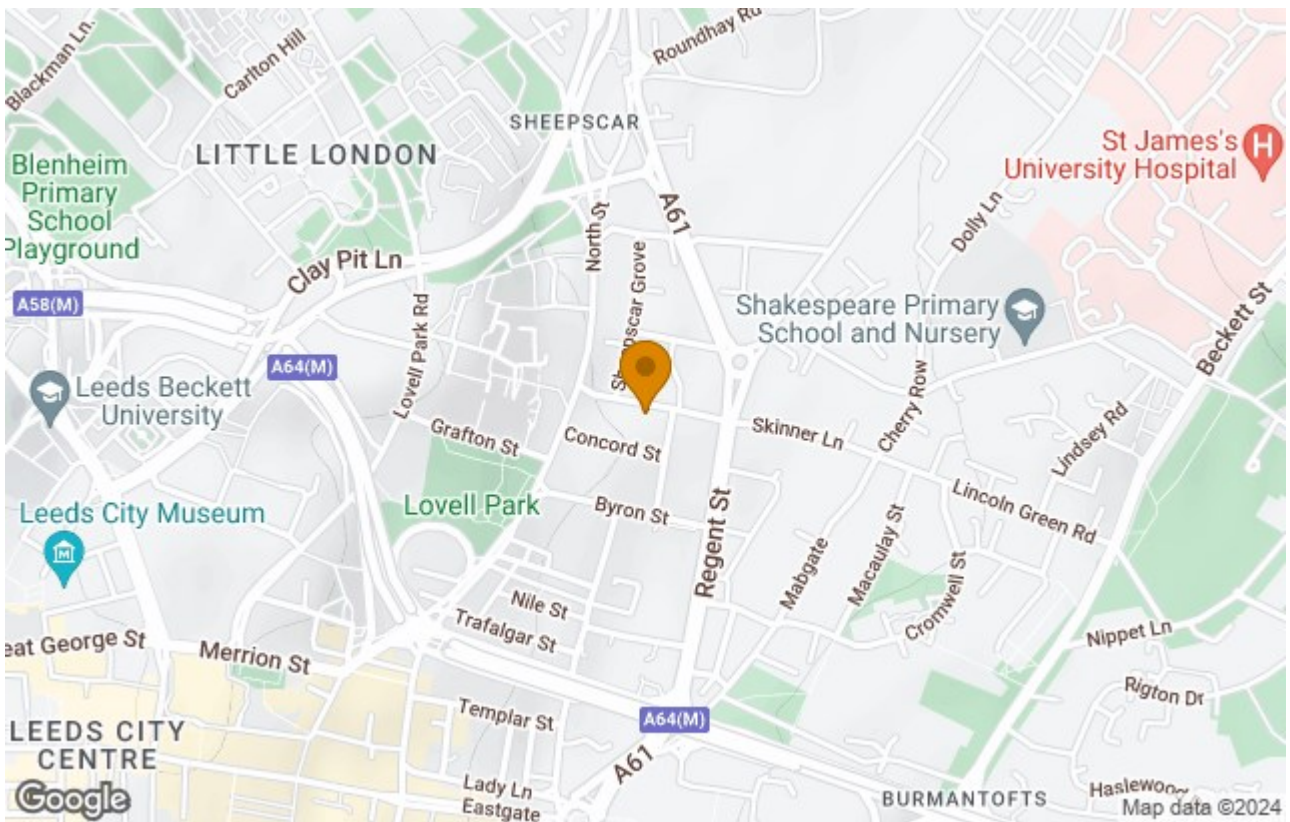 Blackman Ln.
Carlton Hill
Roundhay Rd
SHEEPSCAR
LITTLE LONDON
St James's
University Hospital
H
Blenheim
Primary
School
Playground
A61
Dolly Ln
North St
Clay Pit Ln
Sheepscar Grove
A58(M)
Lovell Park Rd
Shakespeare Primary
School and Nursery
Beckett St
A64(M)
Leeds Beckett
University
Cherry Row
Lindsey Rd
Grafton St
Concord St
Skinner Ln
Lovell Park
Byron St
Lincoln Green Rd
Leeds City Museum
M
Regent St
Mabgate
Macaulay St
Cromwell St
Nile St
Trafalgar St
Nippet Ln
eat George St
Merrion St
Rigton Dr
Templar St
A64(M)
LEEDS CITY
CENTRE
A61
Lady Ln
Eastgate
BURMANTOFTS
Google
Map data ©2024